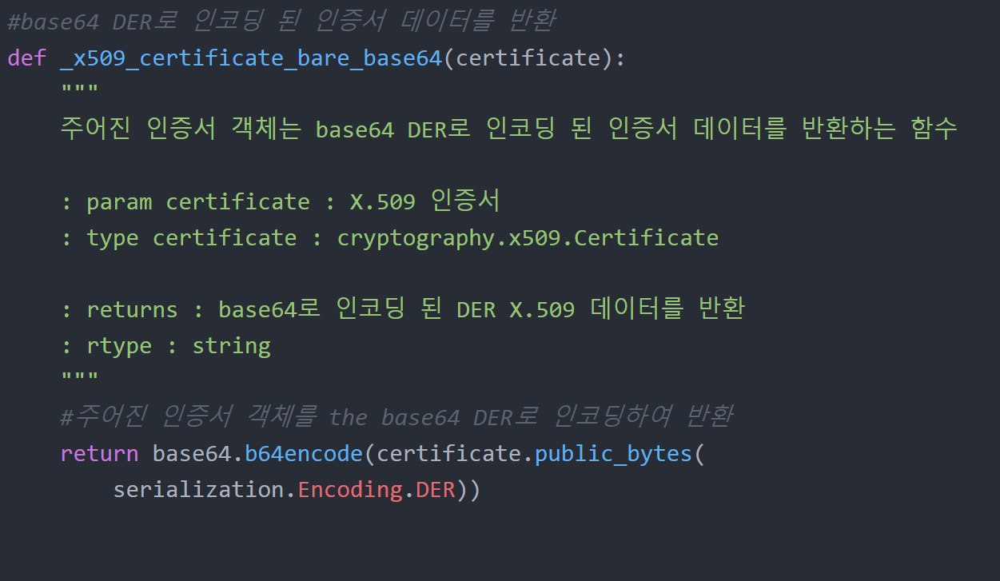 #base64 DER로 인코딩 된 인증서 데이터를 반환
def _x509_certificate_bare_base64(certificate):
    """
    주어진 인증서 객체는 base64 DER로 인코딩 된 인증서 데이터를 반환하는 함수

    : param certificate : X.509 인증서
    : type certificate : cryptography.x509.Certificate

    : returns : base64로 인코딩 된 DER X.509 데이터를 반환
    : rtype : string
    """
    #주어진 인증서 객체를 the base64 DER로 인코딩하여 반환
    return base64.b64encode(certificate.public_bytes(
        serialization.Encoding.DER))